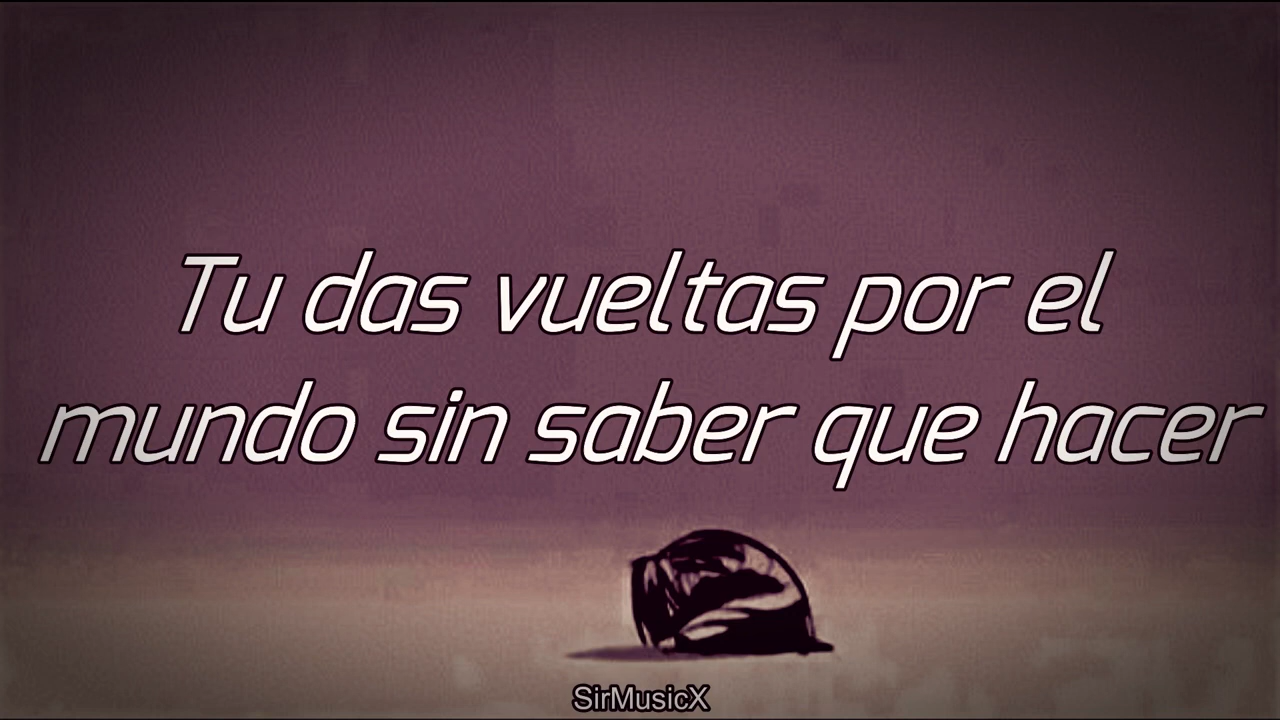 Tu das vueltas por el
mundo sin saber que hacer
SirMusicX